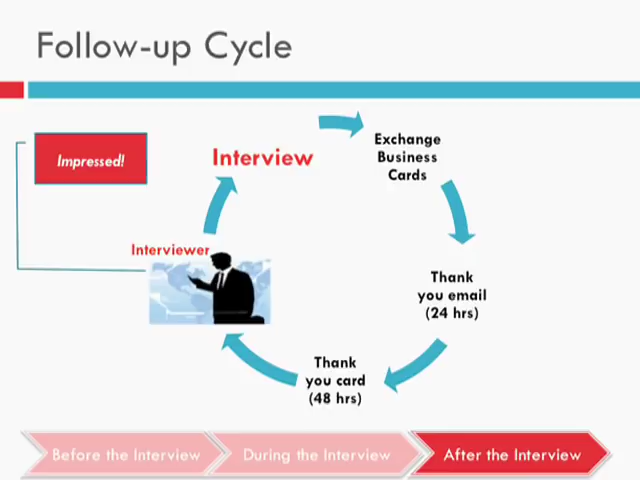 Follow-up Cycle
Impressed!
Interview
Exchange
Business
Cards
Interviewer
Thank
you email
(24 hrs)
Thank
you card
(48 hrs)
Before the Interview
During the Interview
After the Interview